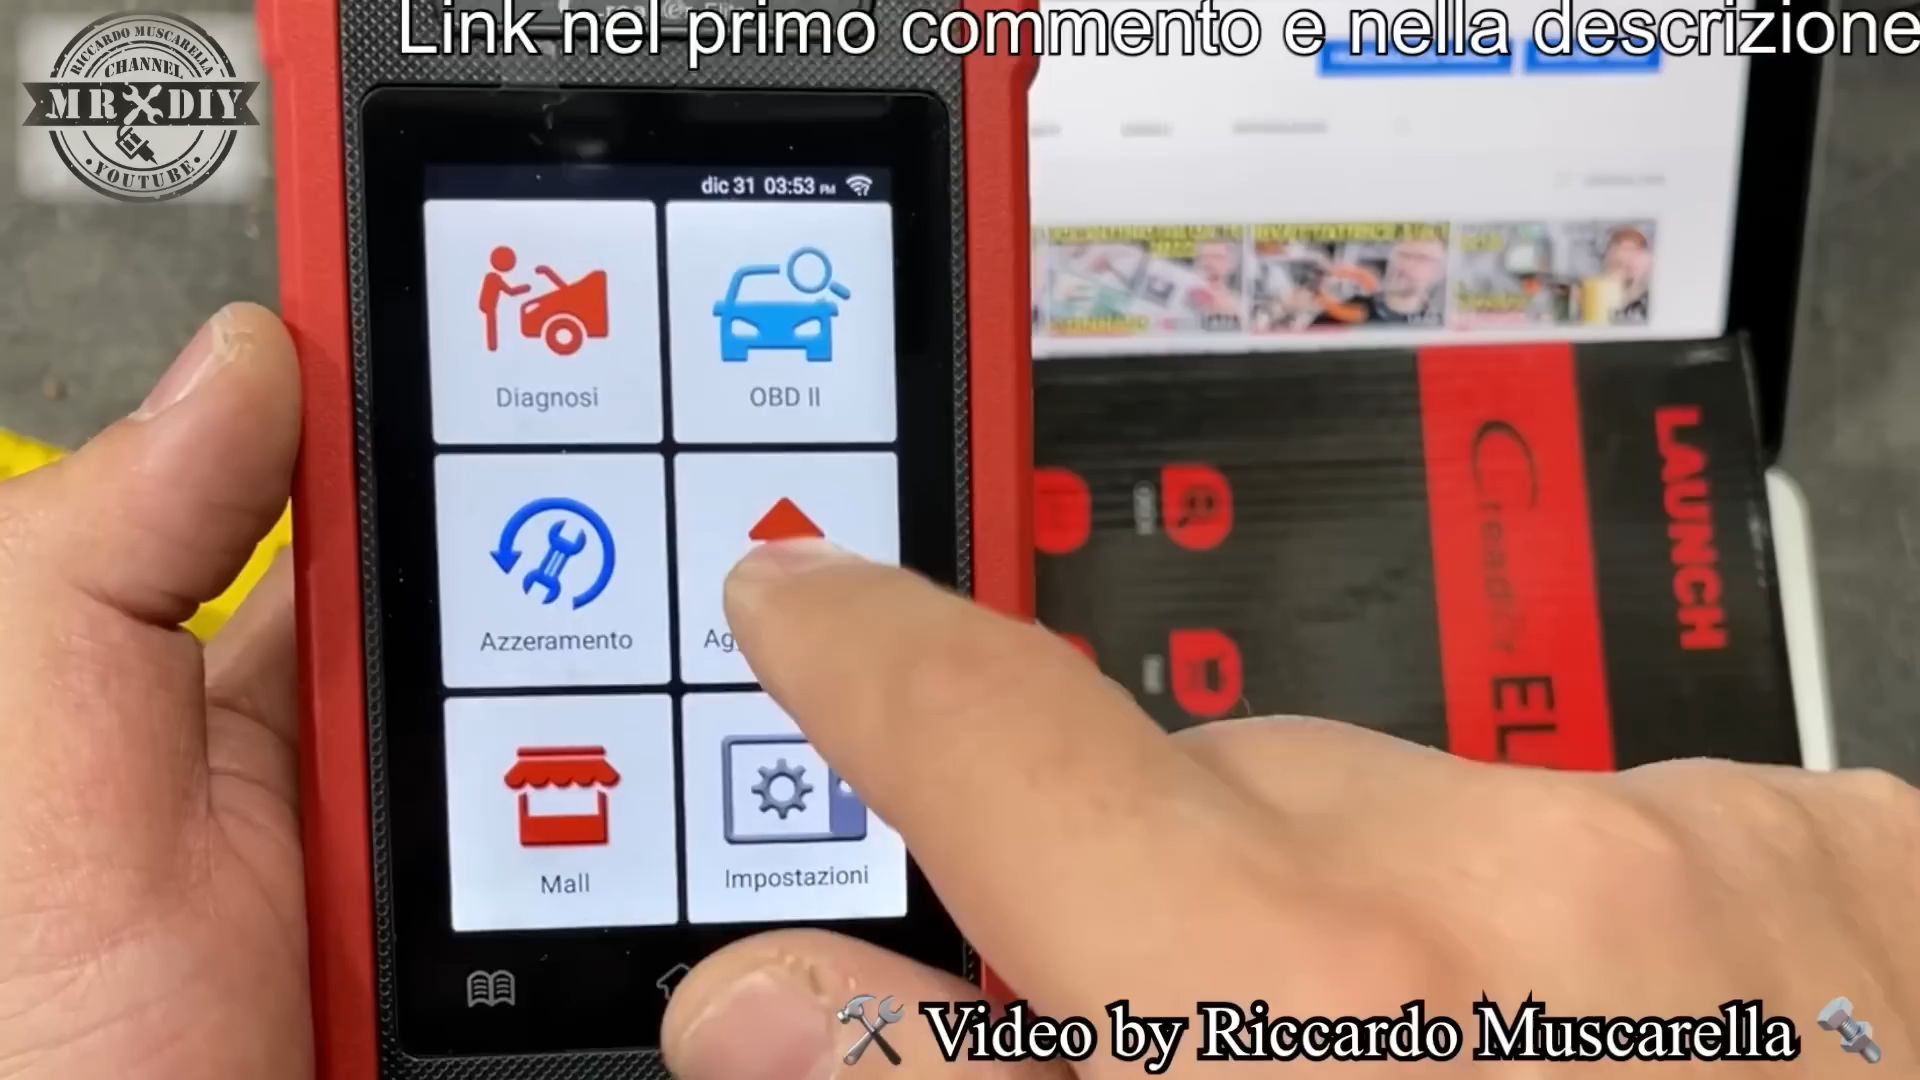 Link nel primo commento e nella descrizione
RICCARDO MUSCARELLA
CHANNEL
MR DIY
YOUTUBE
dic 31 03:53 PM
Diagnosi
OBD II
Azzeramento
Mall
Impostazioni
LAUNCH
Creader
Video by Riccardo Muscarella